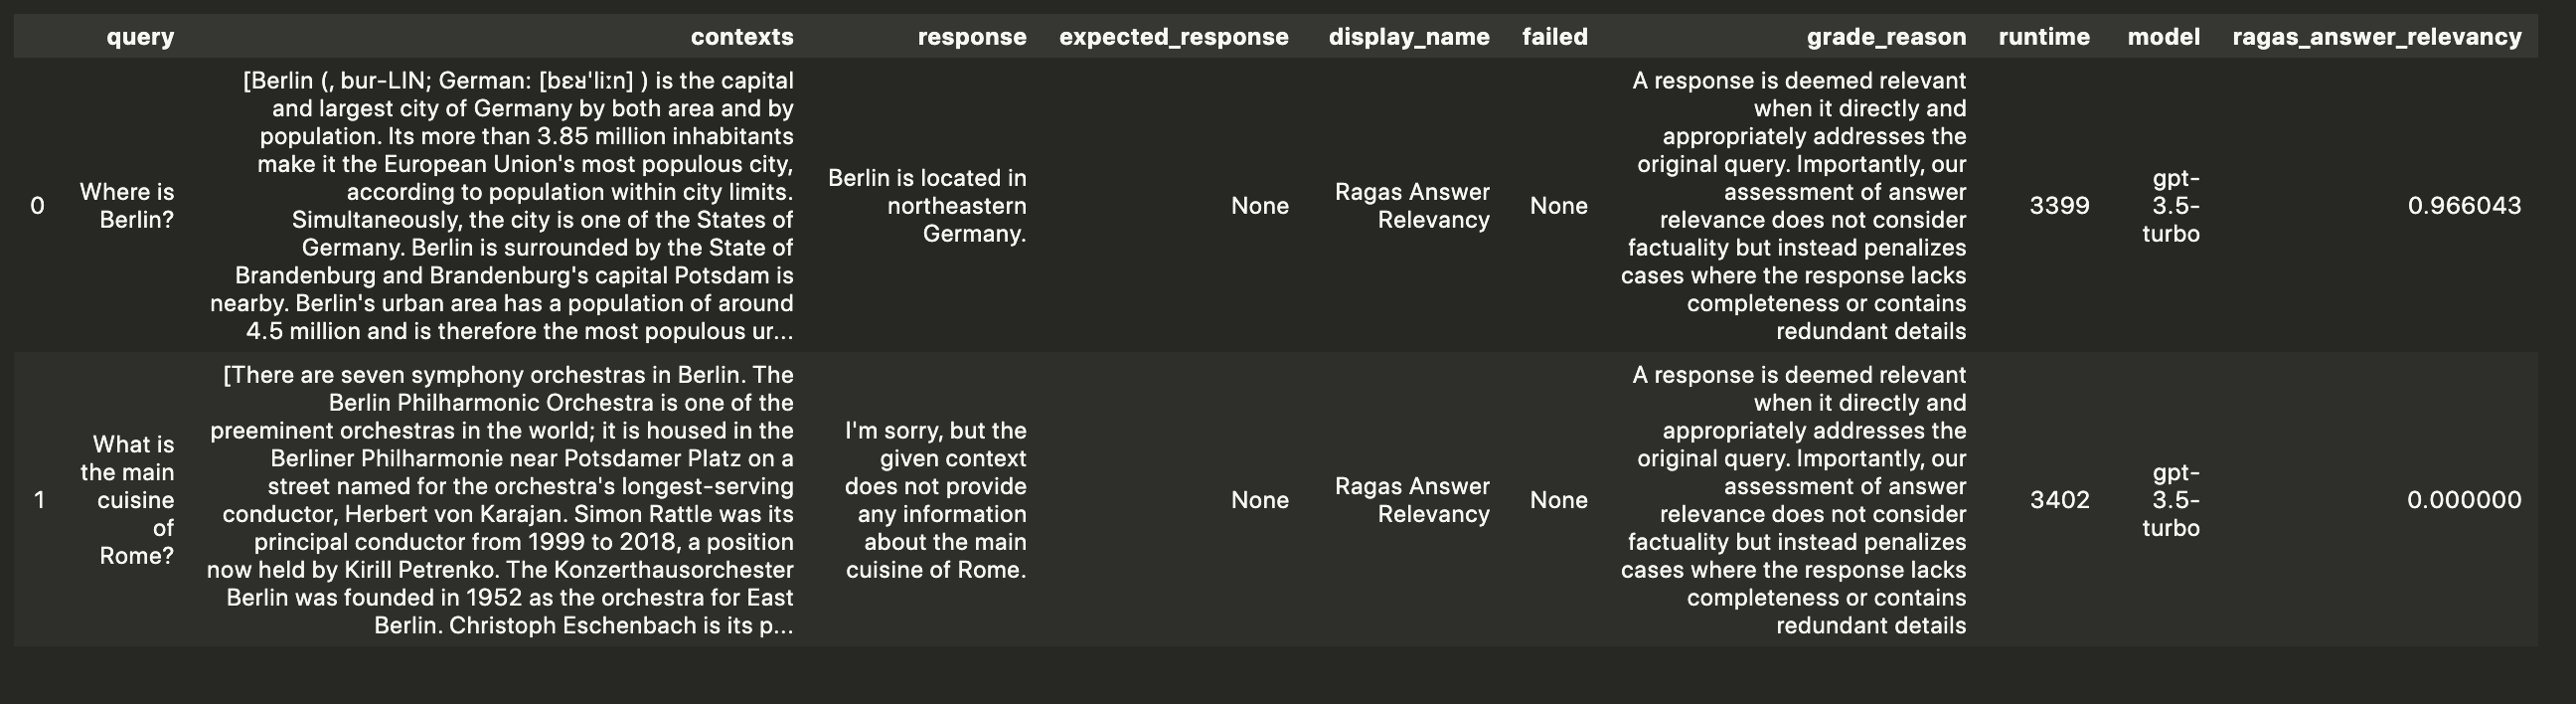 query contexts response expected_response display_name failed grade_reason runtime model ragas_answer_relevancy
0
Where is
Berlin?
[Berlin (, bur-LIN; German: [bɛʁˈliːn] ) is the capital
and largest city of Germany by both area and by
population. Its more than 3.85 million inhabitants
make it the European Union's most populous city,
according to population within city limits.
Simultaneously, the city is one of the States of
Germany. Berlin is surrounded by the State of
Brandenburg and Brandenburg's capital Potsdam is
nearby. Berlin's urban area has a population of around
4.5 million and is therefore the most populous ur...
Berlin is located in
northeastern
Germany.
None
Ragas Answer
Relevancy
None
A response is deemed relevant
when it directly and
appropriately addresses the
original query. Importantly, our
assessment of answer
relevance does not consider
factuality but instead penalizes
cases where the response lacks
completeness or contains
redundant details
3399
gpt-
3.5-
turbo
0.966043
1
What is
the main
cuisine
of
Rome?
[There are seven symphony orchestras in Berlin. The
Berlin Philharmonic Orchestra is one of the
preeminent orchestras in the world; it is housed in the
Berliner Philharmonie near Potsdamer Platz on a
street named for the orchestra's longest-serving
conductor, Herbert von Karajan. Simon Rattle was its
principal conductor from 1999 to 2018, a position
now held by Kirill Petrenko. The Konzerthausorchester
Berlin was founded in 1952 as the orchestra for East
Berlin. Christoph Eschenbach is its p...
I'm sorry, but the
given context
does not provide
any information
about the main
cuisine of Rome.
None
Ragas Answer
Relevancy
None
A response is deemed relevant
when it directly and
appropriately addresses the
original query. Importantly, our
assessment of answer
relevance does not consider
factuality but instead penalizes
cases where the response lacks
completeness or contains
redundant details
3402
gpt-
3.5-
turbo
0.000000